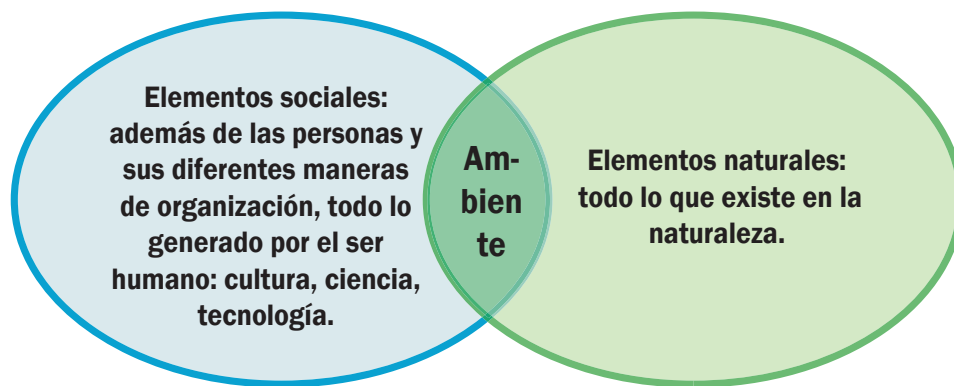 Elementos sociales:
además de las personas y
sus diferentes maneras
de organización, todo lo
generado por el ser
humano: cultura, ciencia,
tecnología.
Am-
bien
te
Elementos naturales:
todo lo que existe en la
naturaleza.